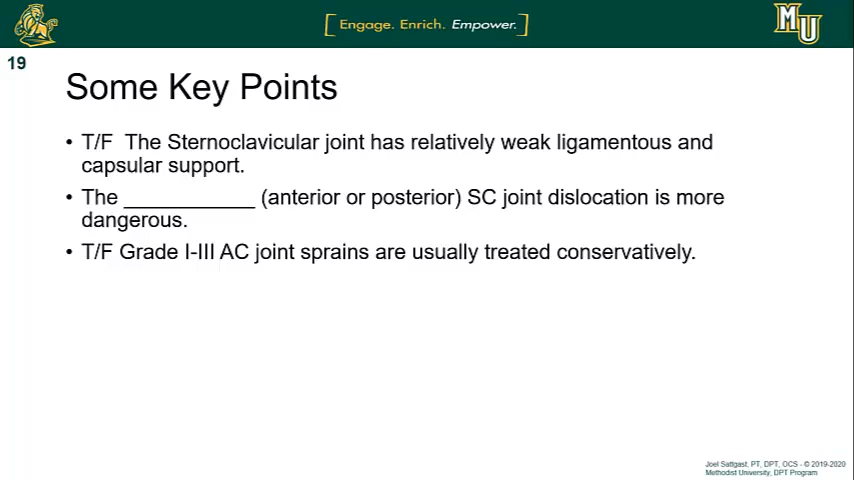 [Engage. Enrich. Empower.]
MU
19
Some Key Points
• T/F  The Sternoclavicular joint has relatively weak ligamentous and
capsular support.
• The ____________ (anterior or posterior) SC joint dislocation is more
dangerous.
• T/F Grade I-III AC joint sprains are usually treated conservatively.
Joel Sattgast, PT, DPT, OCS - © 2019-2020
Methodist University, DPT Program